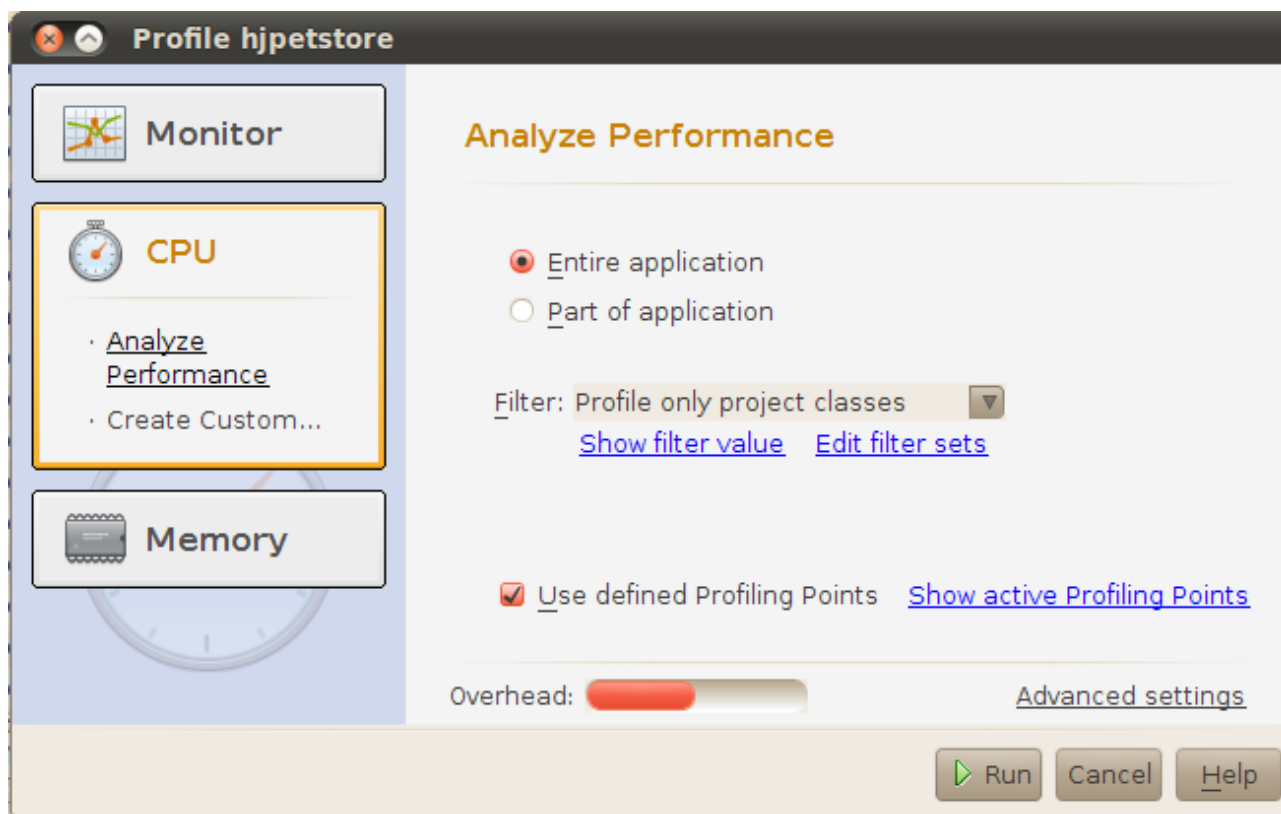 Profile hjpetstore
Monitor
CPU
· Analyze
Performance
· Create Custom...
Memory
Analyze Performance
Entire application
Part of application
Filter: Profile only project classes
Show filter value Edit filter sets
Use defined Profiling Points Show active Profiling Points
Overhead: Advanced settings
Run Cancel Help